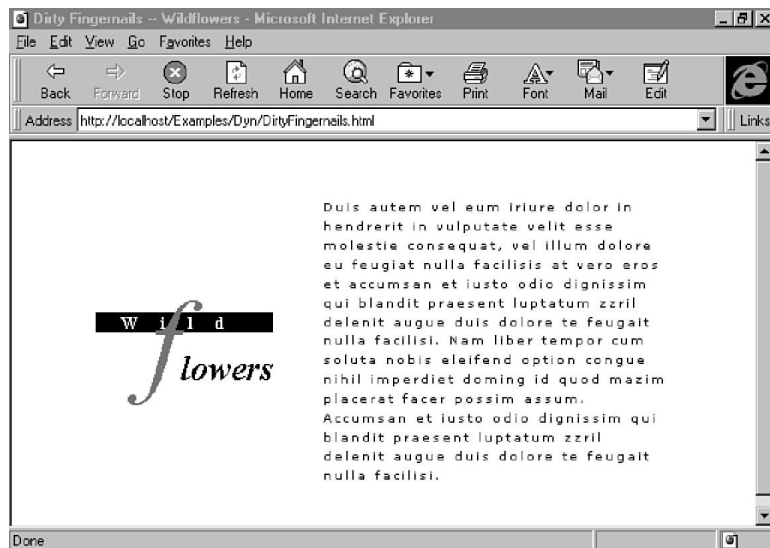 Dirty Fingernails -- Wildflowers - Microsoft Internet Explorer
File Edit View Go Favorites Help
Back Forward Stop Refresh Home Search Favorites Print Font Mail Edit
Address http://localhost/Examples/Dyn/DirtyFingernails.html Links
Duis autem vel eum iriure dolor in
hendrerit in vulputate velit esse
molestie consequat, vel illum dolore
eu feugiat nulla facilisis at vero eros
et accumsan et iusto odio dignissim
qui blandit praesent luptatum zzril
delenit augue duis dolore te feugait
nulla facilisi. Nam liber tempor cum
soluta nobis eleifend option congue
nihil imperdiet doming id quod mazim
placerat facer possim assum.
Accumsan et iusto odio dignissim qui
blandit praesent luptatum zzril
delenit augue duis dolore te feugait
nulla facilisi.
Wild
flowers
Done